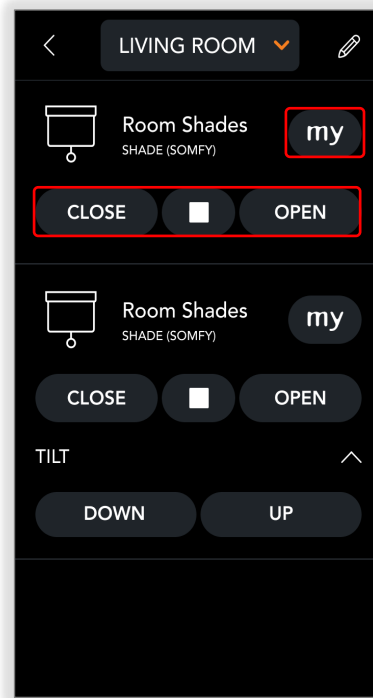 LIVING ROOM
Room Shades
SHADE (SOMFY)
my
CLOSE OPEN
Room Shades
SHADE (SOMFY)
my
CLOSE OPEN
TILT
DOWN UP